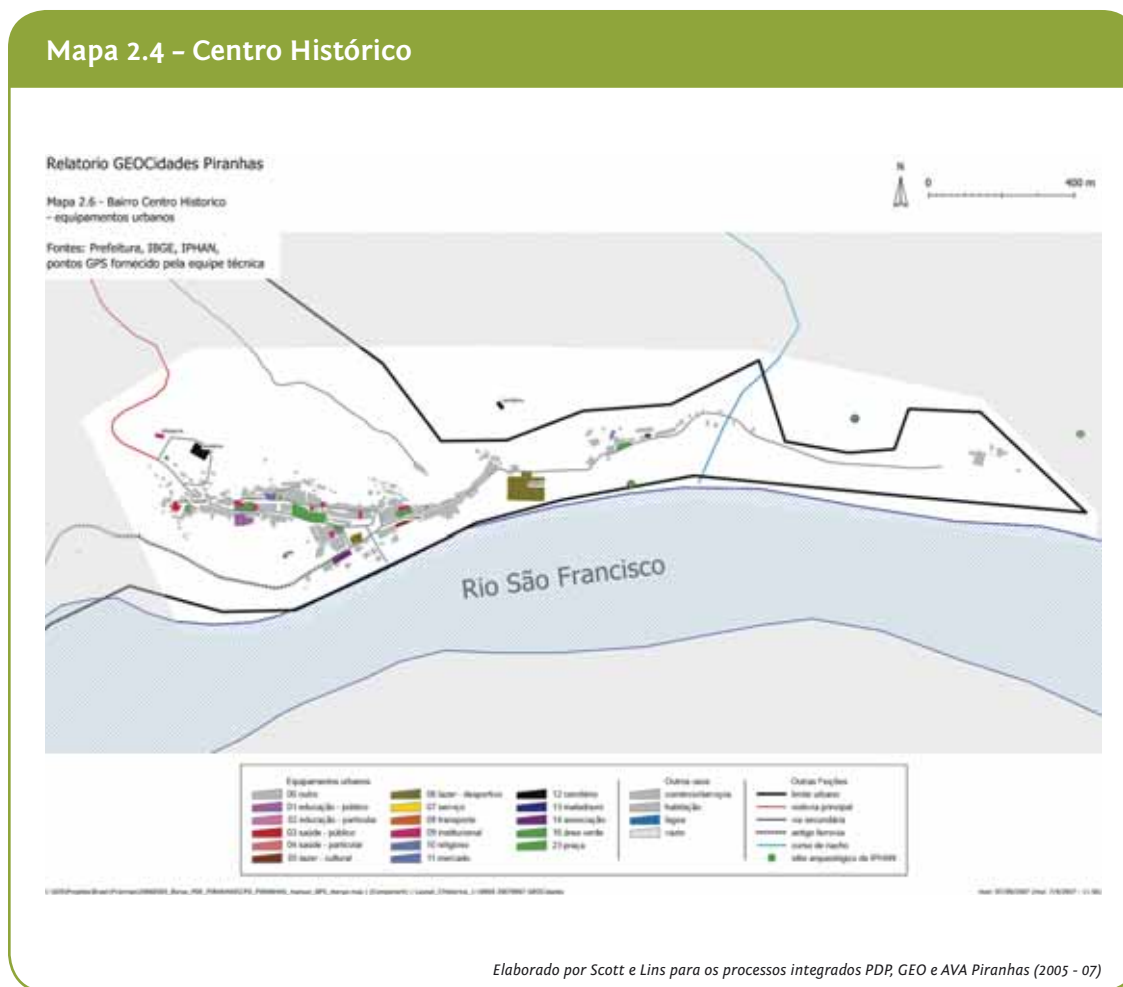 Mapa 2.4 – Centro Histórico
Relatorio GEOCidades Piranhas
Mapa 2.6 - Bairro Centro Historico
- equipamentos urbanos
Fontes: Prefeitura, IBGE, IPHAN,
pontos GPS fornecido pela equipe técnica
N
0 400 m
Rio São Francisco
Equipamentos urbanos
00 outro
01 educação - público
02 educação - particular
03 saúde - público
04 saúde - particular
05 lazer - cultural
06 lazer - desportivo
07 serviço
08 transporte
09 institucional
10 religioso
11 mercado
12 cemitério
13 matadouro
14 associação
16 área verde
23 praça
Outros usos
comércio/serviços
habitação
lagoa
vazio
Outras Feições
limite urbano
rodovia principal
via secundária
antiga ferrovia
curso de riacho
sítio arqueológico do IPHAN
Elaborado por Scott e Lins para os processos integrados PDP, GEO e AVA Piranhas (2005 - 07)